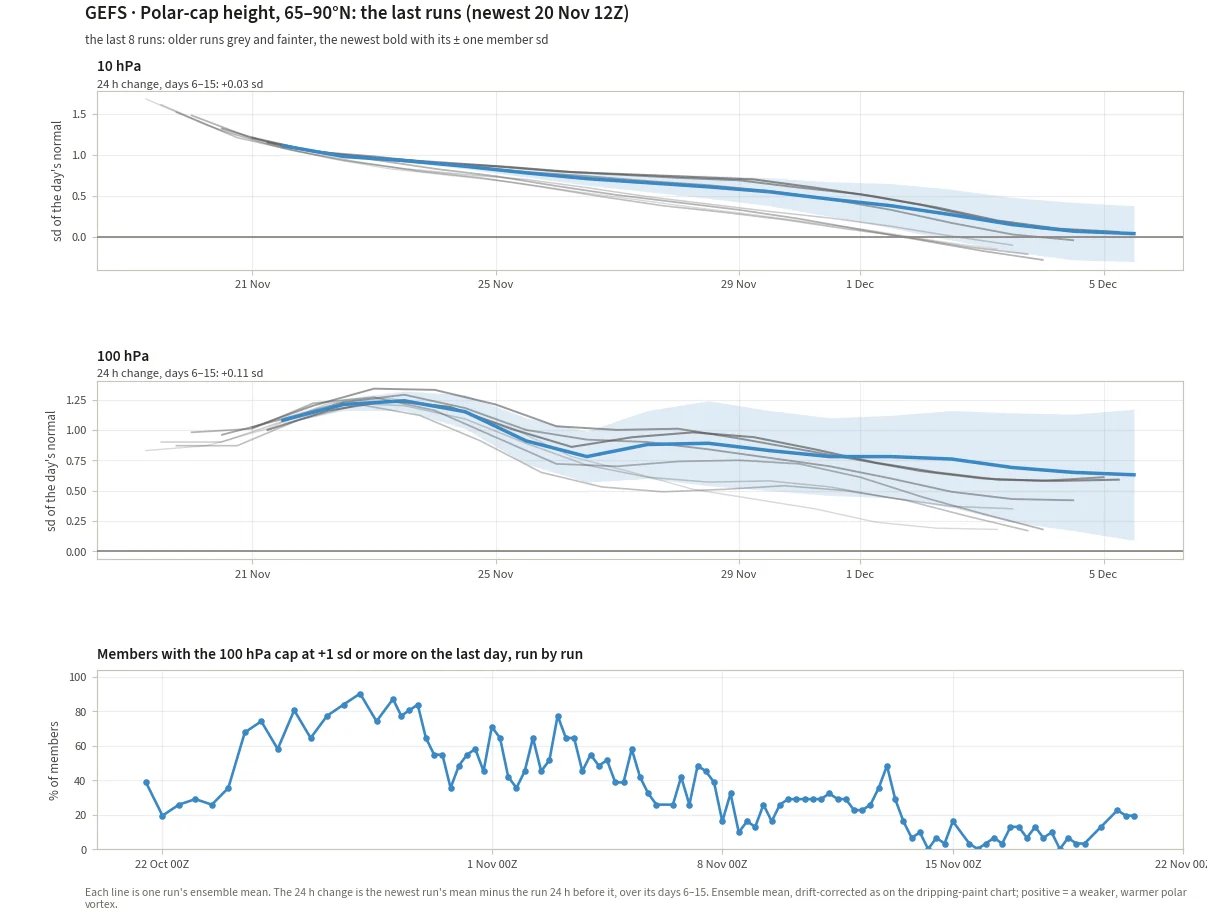 GEFS · Polar-cap height, 65–90°N: the last runs (newest 20 Nov 12Z)
the last 8 runs: older runs grey and fainter, the newest bold with its ± one member sd
10 hPa
24 h change, days 6–15: +0.03 sd
sd of the day's normal
1.5
1.0
0.5
0.0
21 Nov
25 Nov
29 Nov
1 Dec
5 Dec
100 hPa
24 h change, days 6–15: +0.11 sd
sd of the day's normal
1.25
1.00
0.75
0.50
0.25
0.00
21 Nov
25 Nov
29 Nov
1 Dec
5 Dec
Members with the 100 hPa cap at +1 sd or more on the last day, run by run
% of members
100
80
60
40
20
0
22 Oct 00Z
1 Nov 00Z
8 Nov 00Z
15 Nov 00Z
22 Nov 00Z
Each line is one run's ensemble mean. The 24 h change is the newest run's mean minus the run 24 h before it, over its days 6–15. Ensemble mean, drift-corrected as on the dripping-paint chart; positive = a weaker, warmer polar
vortex.